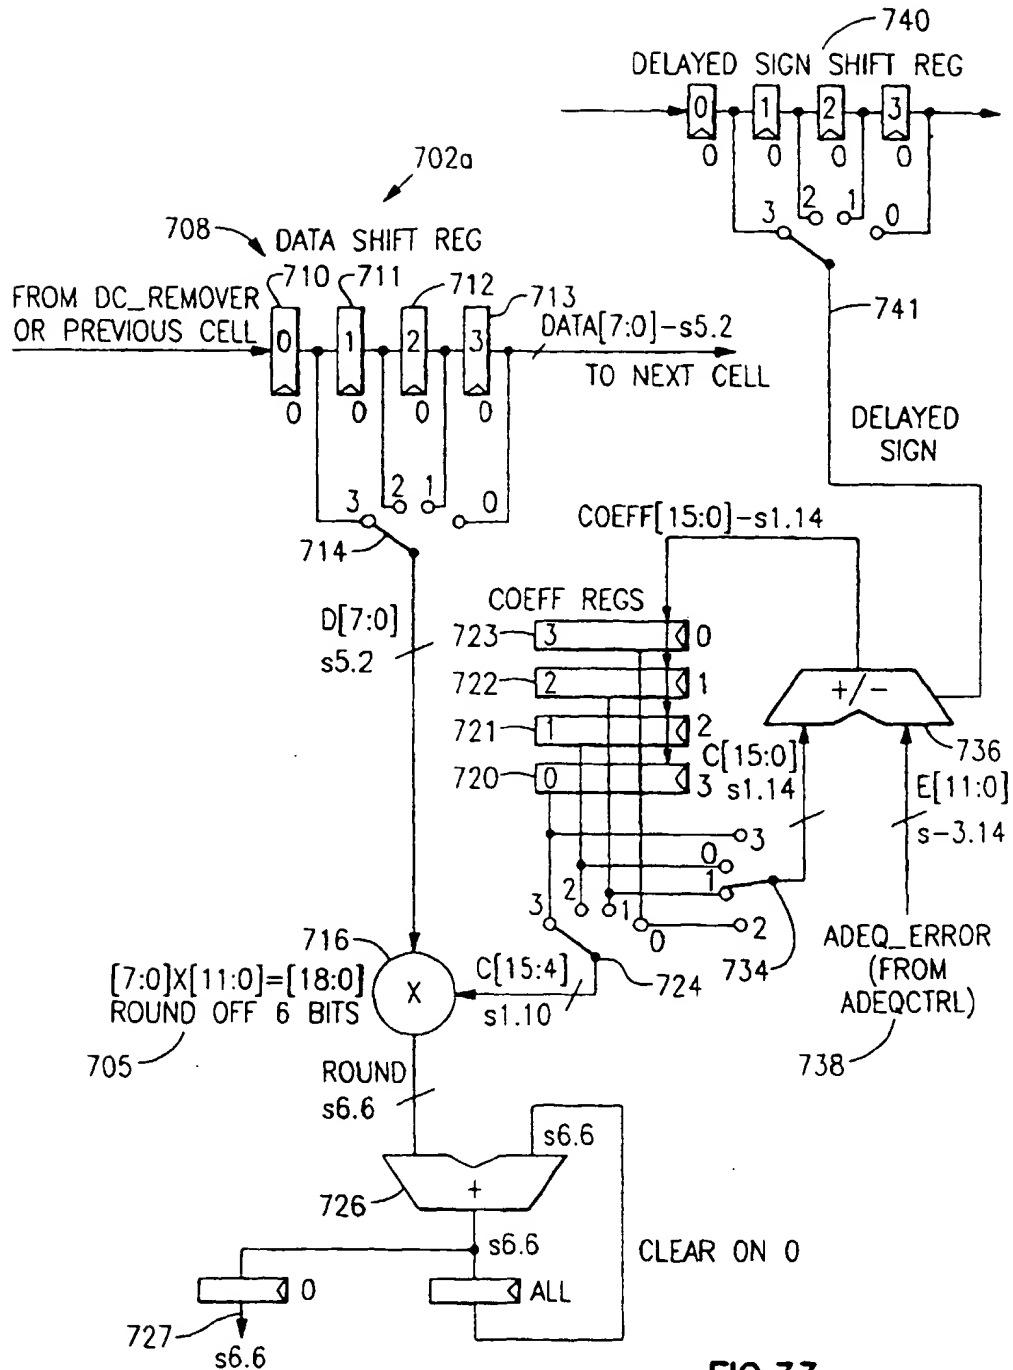 740
DELAYED SIGN SHIFT REG
0 1 2 3
0 0 0 0
3 2 1 0
741
DELAYED
SIGN
702a
708
DATA SHIFT REG
710 711 712 713
FROM DC_REMOVER
OR PREVIOUS CELL
0 1 2 3
0 0 0 0
DATA[7:0]-s5.2
TO NEXT CELL
3 2 1 0
714
D[7:0]
s5.2
COEFF[15:0]-s1.14
COEFF REGS
723 3 0
722 2 1
721 1 2
720 0 3
C[15:0]
s1.14
+/-
736
E[11:0]
s-3.14
3
0
1
2
3 2 1 0
734
724
ADEQ_ERROR
(FROM
ADEQCTRL)
738
716
X
[7:0]X[11:0]=[18:0]
ROUND OFF 6 BITS
705
C[15:4]
s1.10
ROUND
s6.6
s6.6
726
+
s6.6
CLEAR ON 0
0
ALL
727
s6.6